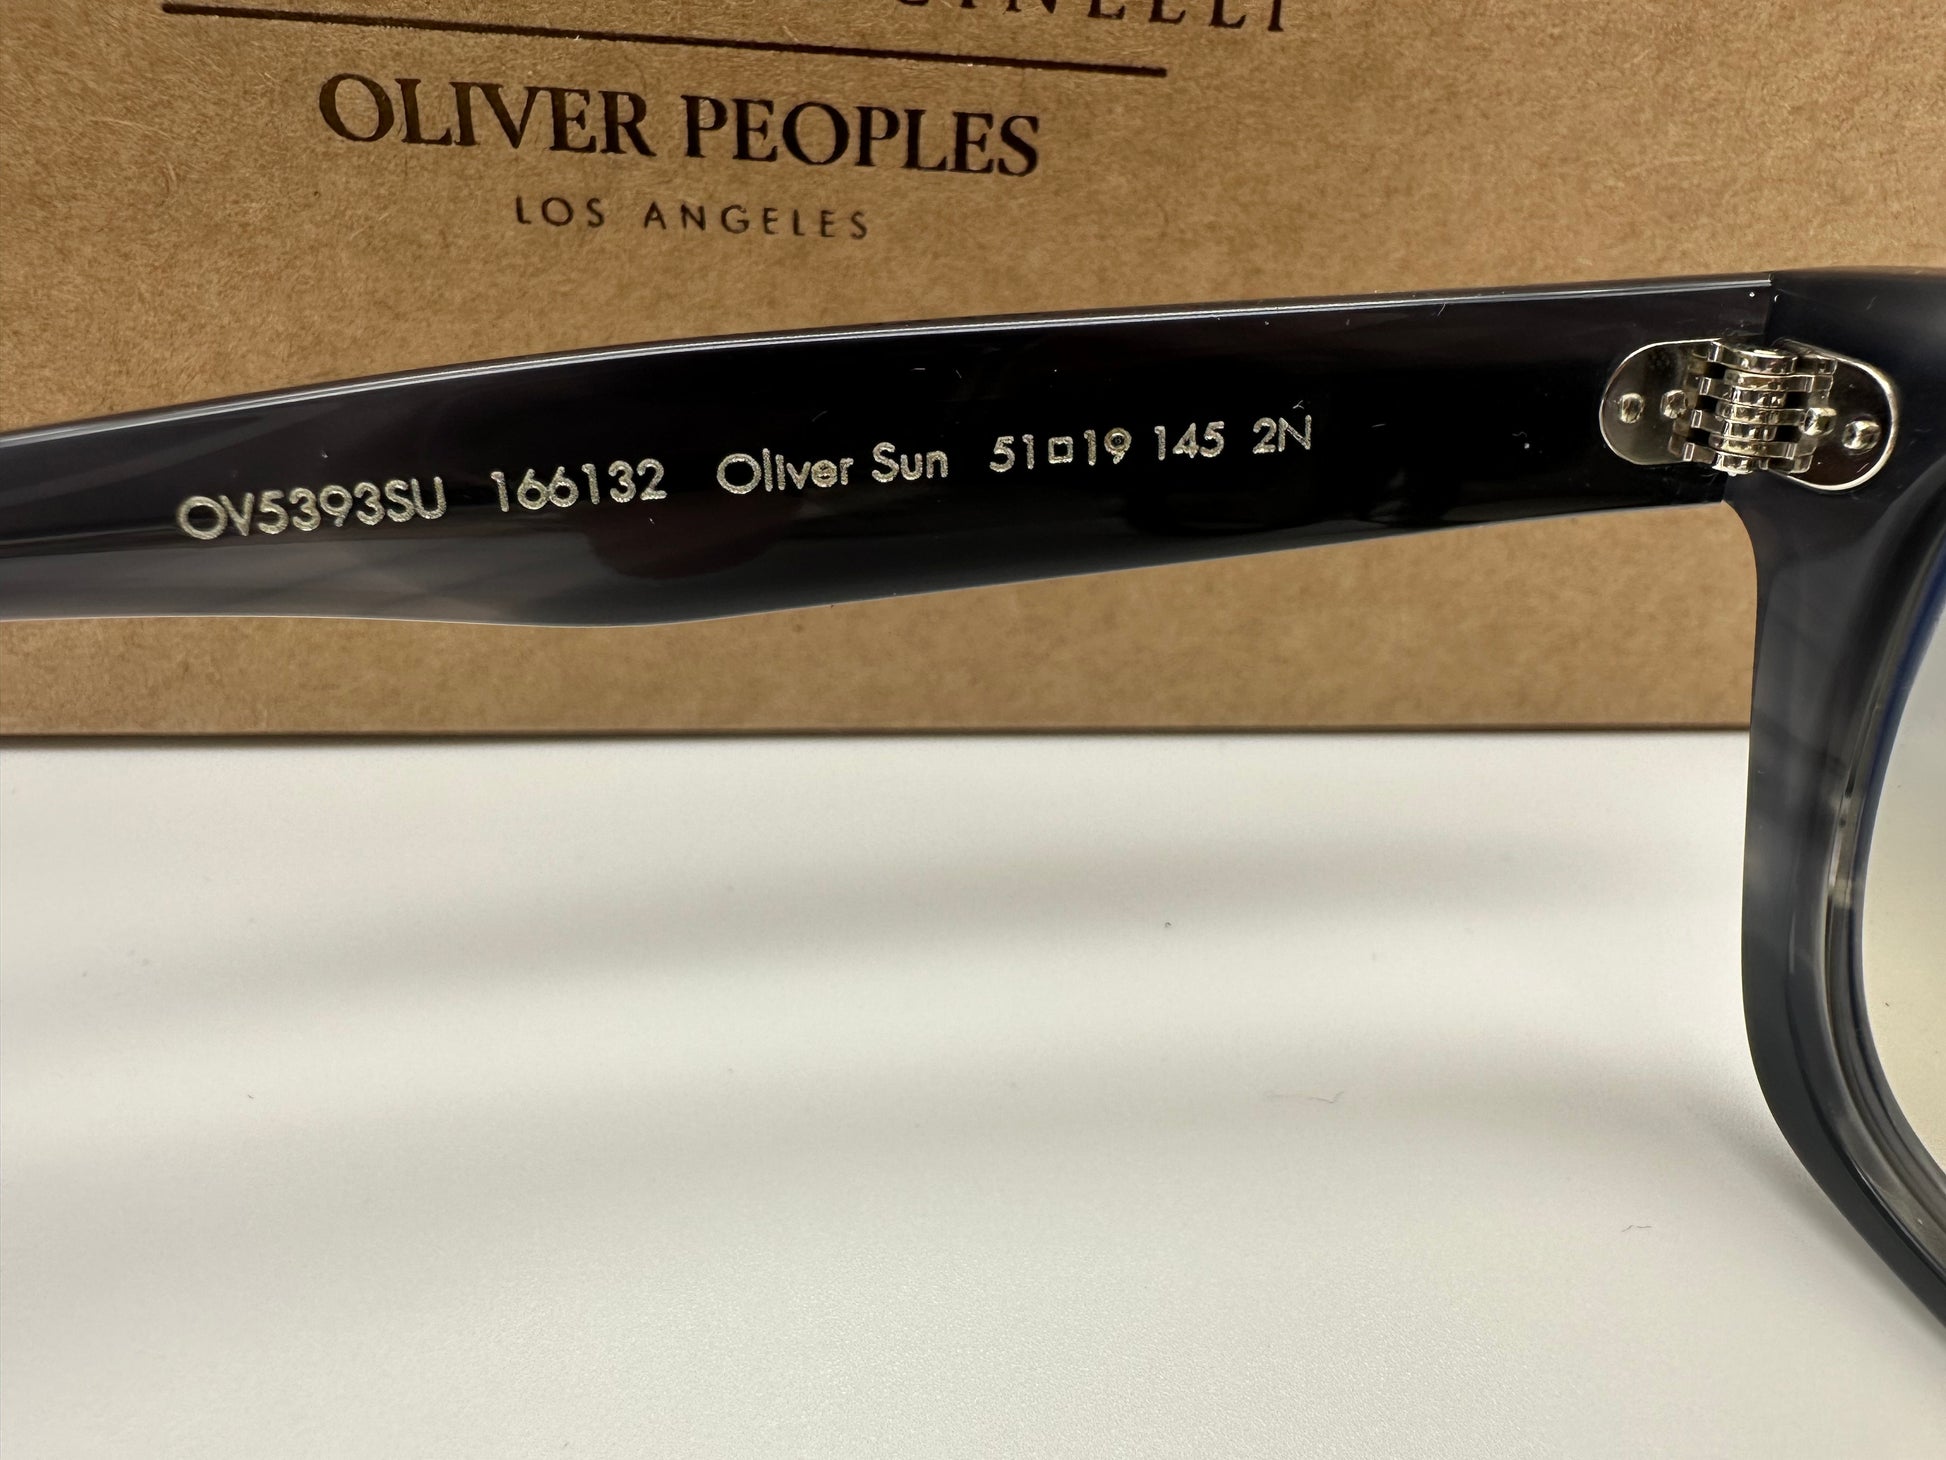 OLIVER PEOPLES
LOS ANGELES
OV5393SU 166132 Oliver Sun 51□19 145 2N